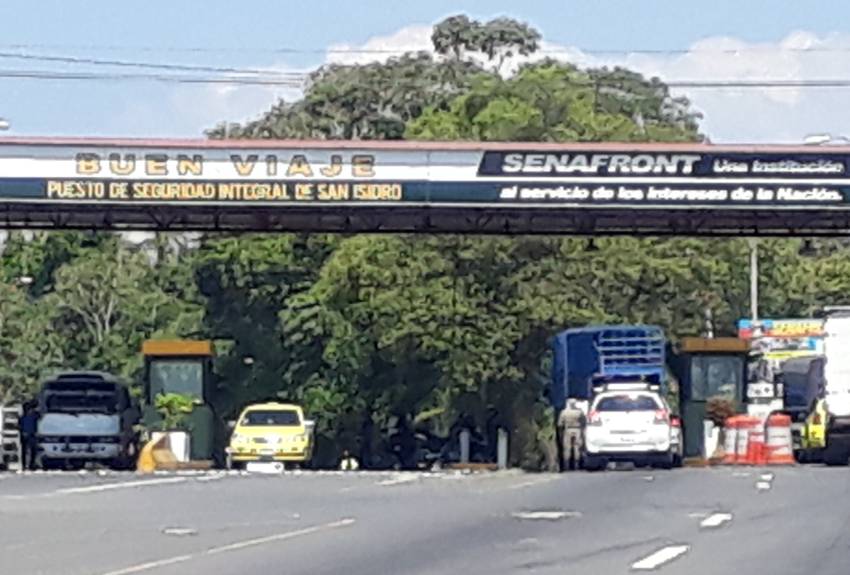 BUEN VIAJE
PUESTO DE SEGURIDAD INTEGRAL DE SAN ISIDRO
SENAFRONT Una Institución
al servicio de los intereses de la Nación.